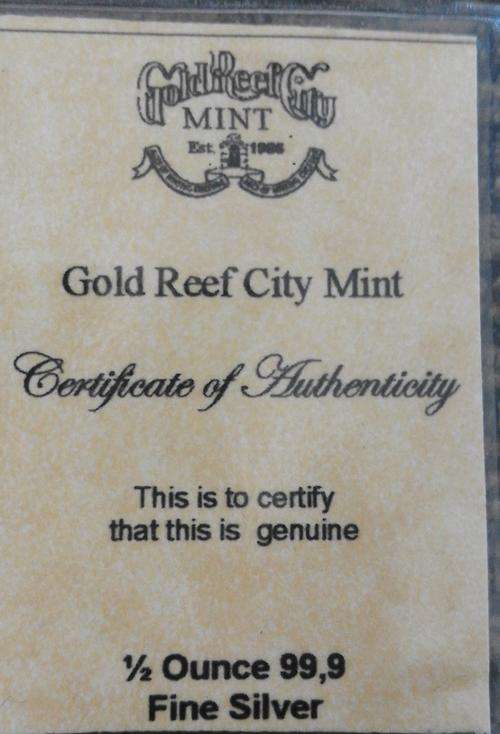 Gold Reef City
MINT
Est. 1986
Gold Reef City Mint
Certificate of Authenticity
This is to certify
that this is genuine
½ Ounce 99,9
Fine Silver